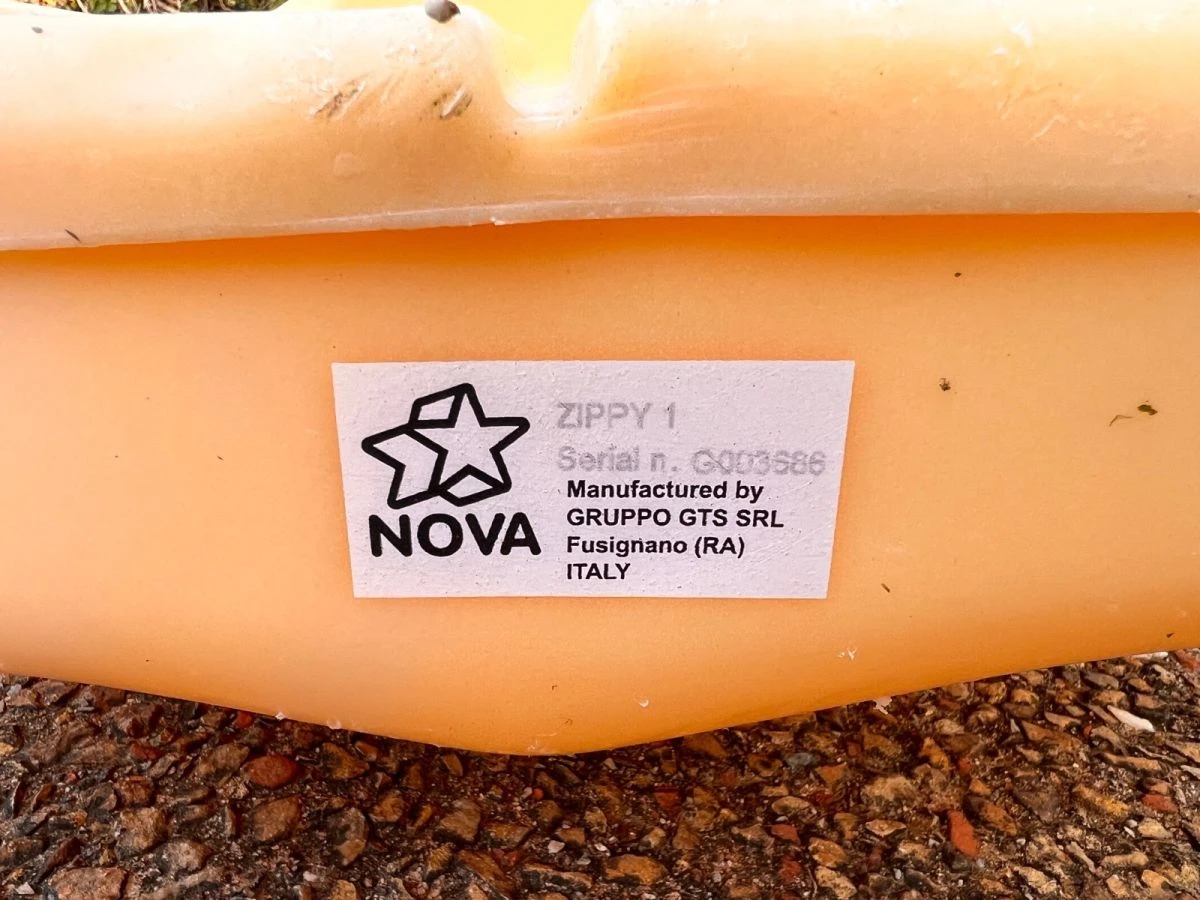 NOVA
ZIPPY 1
Serial n. G003686
Manufactured by
GRUPPO GTS SRL
Fusignano (RA)
ITALY